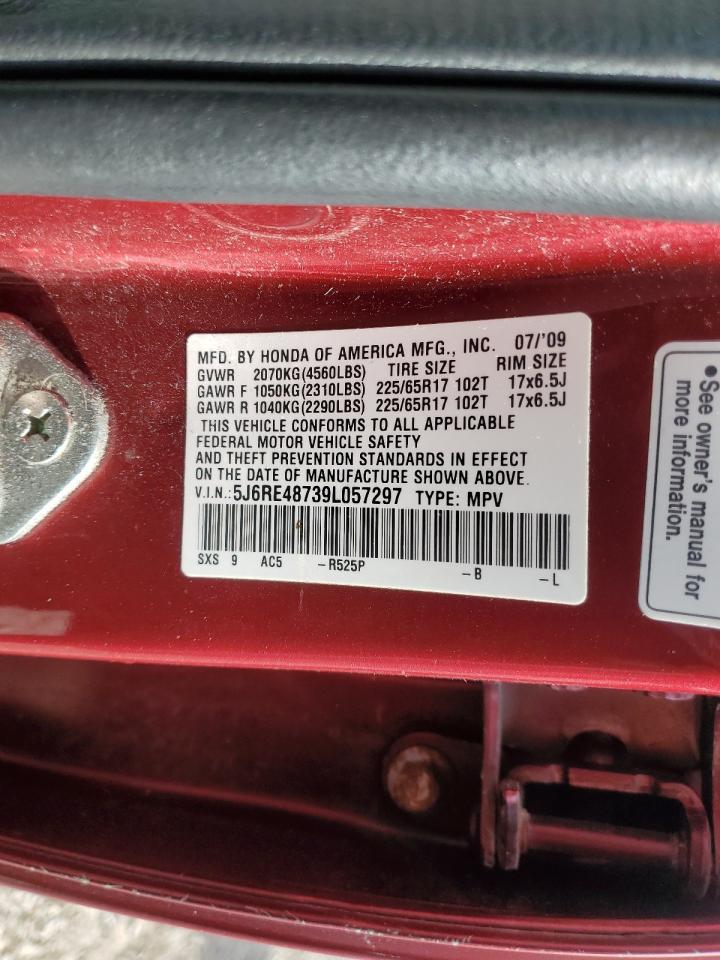 MFD. BY HONDA OF AMERICA MFG., INC. 07/'09
GVWR 2070KG(4560LBS) TIRE SIZE RIM SIZE
GAWR F 1050KG(2310LBS) 225/65R17 102T 17x6.5J
GAWR R 1040KG(2290LBS) 225/65R17 102T 17x6.5J
THIS VEHICLE CONFORMS TO ALL APPLICABLE
FEDERAL MOTOR VEHICLE SAFETY
AND THEFT PREVENTION STANDARDS IN EFFECT
ON THE DATE OF MANUFACTURE SHOWN ABOVE.
V.I.N.:5J6RE48739L057297 TYPE: MPV
SXS 9 AC5 -R525P -B -L
•See owner's manual for
more information.